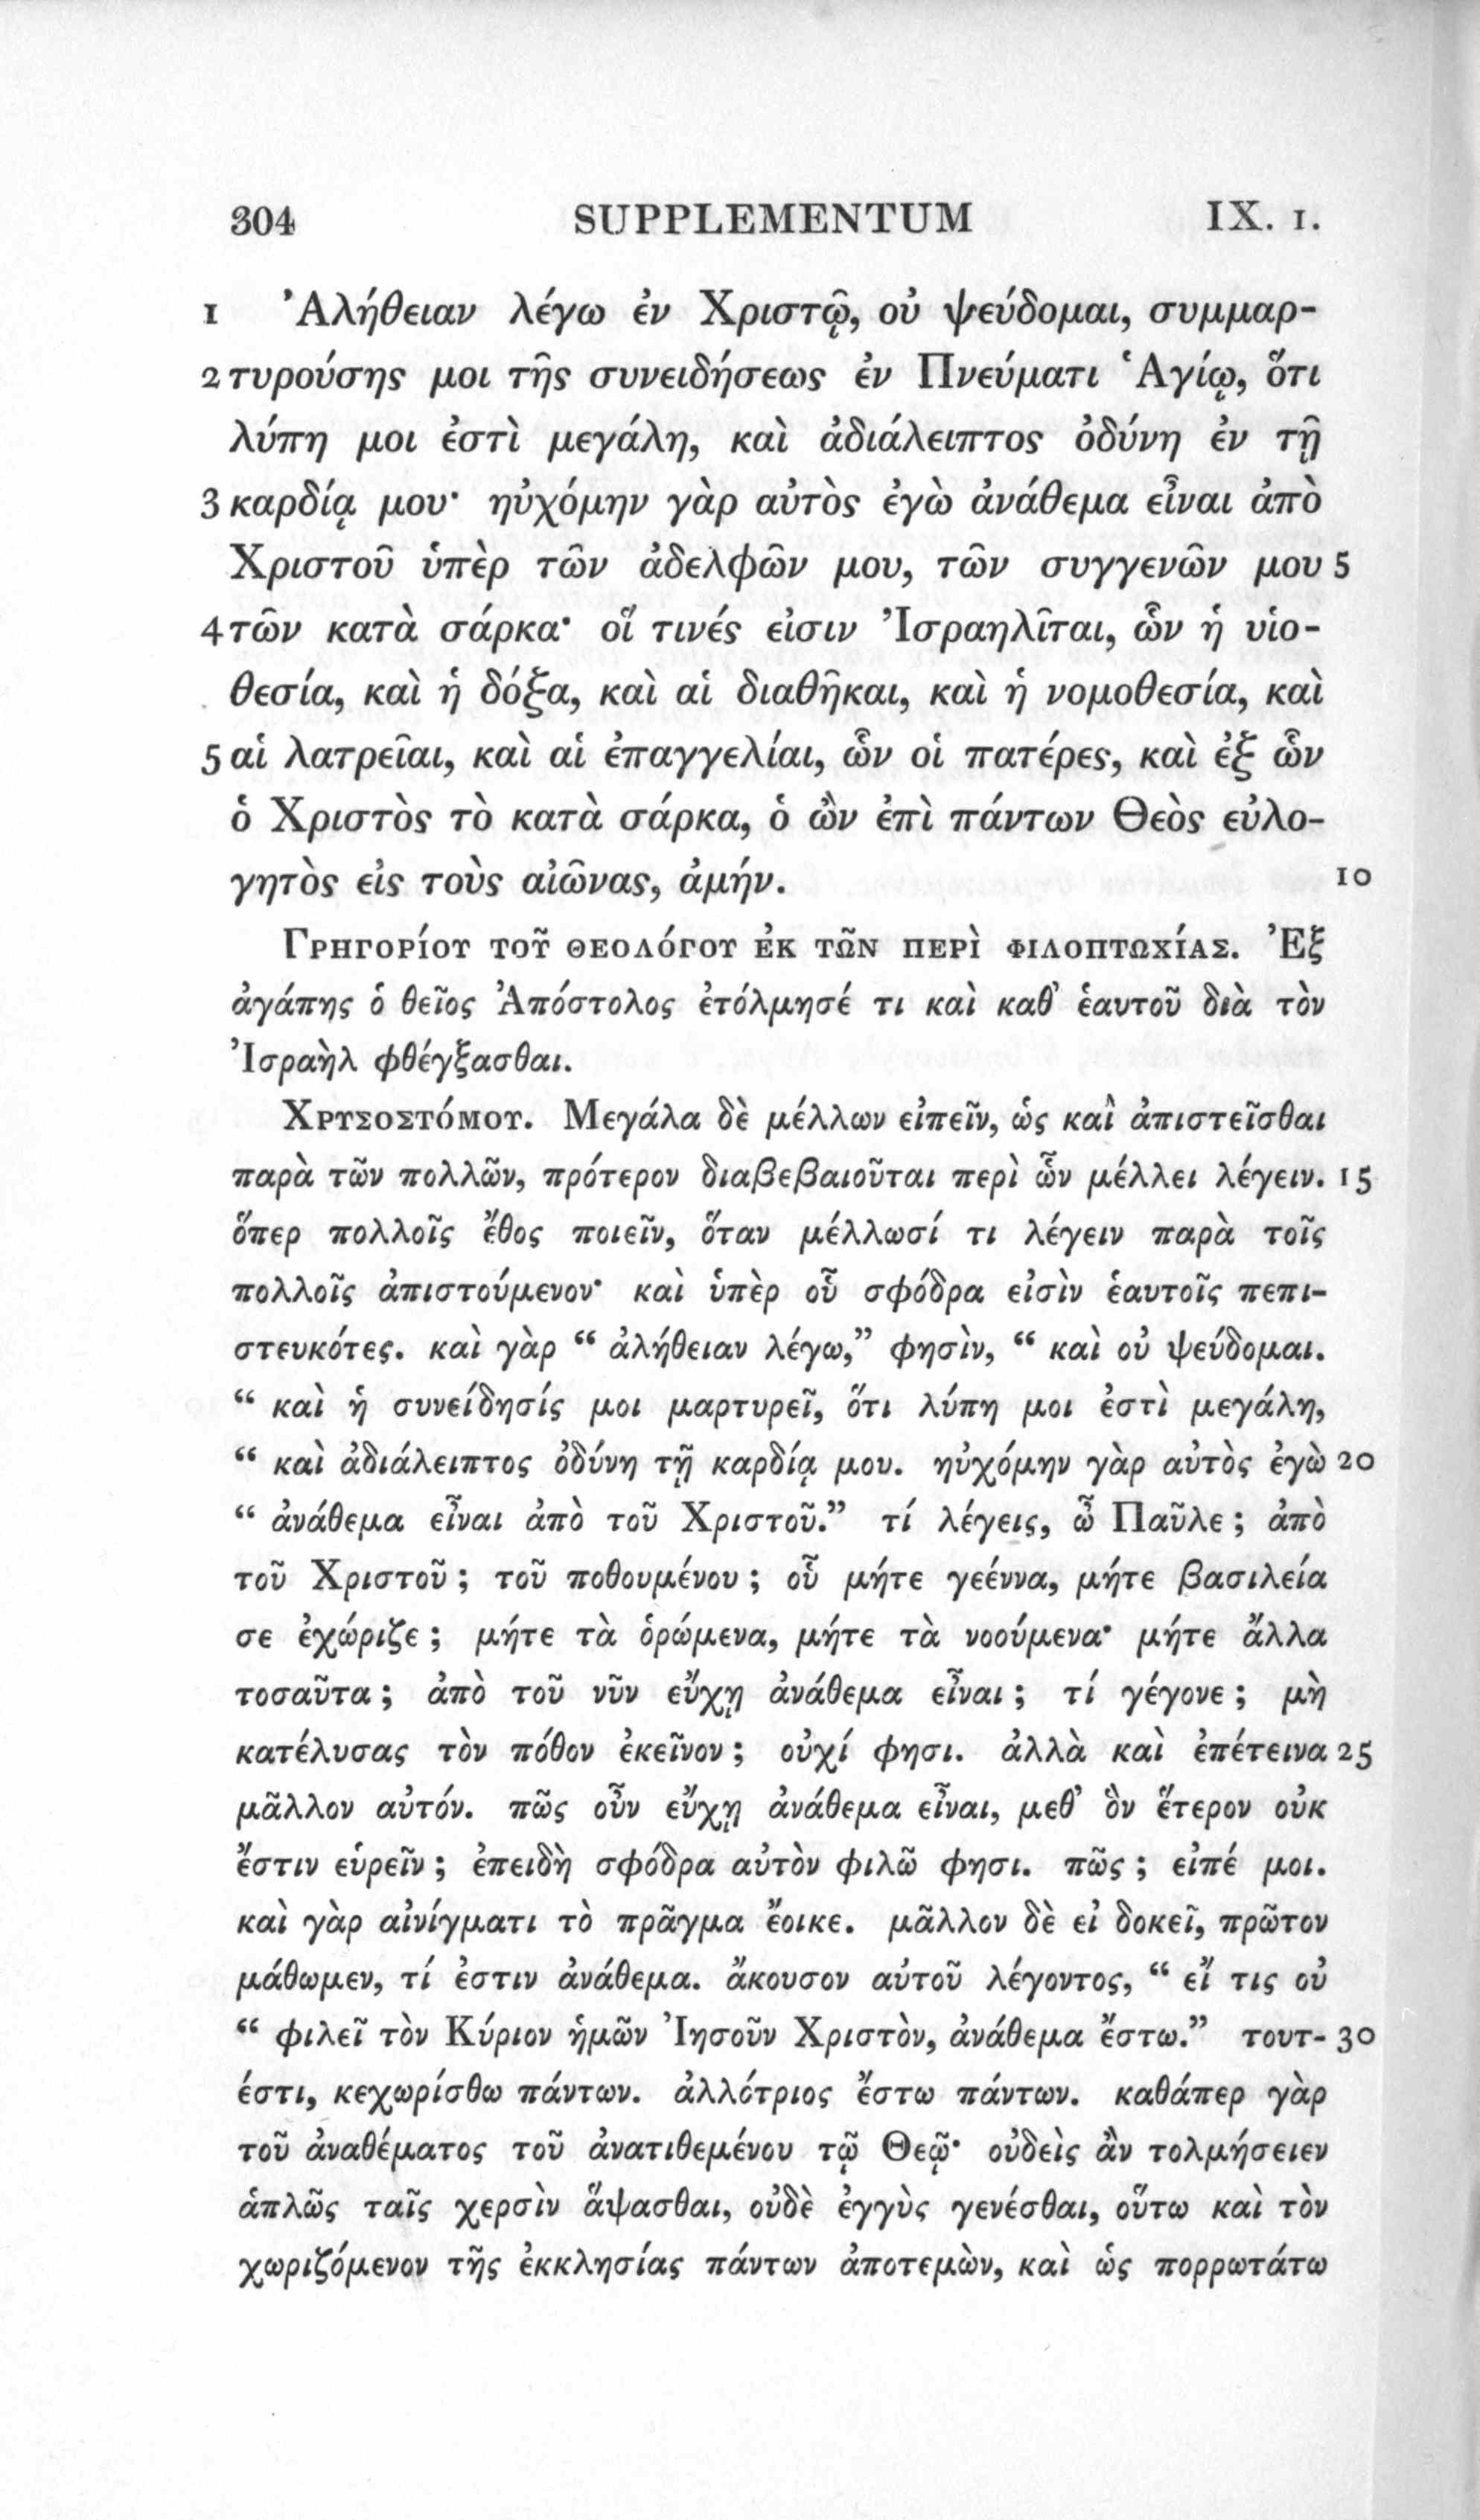 304 SUPPLEMENTUM IX. 1.
1 Ἀλήθειαν λέγω ἐν Χριστῷ, οὐ ψεύδομαι, συμμαρ-
2 τυρούσης μοι τῆς συνειδήσεως ἐν Πνεύματι Ἁγίῳ, ὅτι
λύπη μοι ἐστὶ μεγάλη, καὶ ἀδιάλειπτος ὀδύνη ἐν τῇ
3 καρδίᾳ μου· ηὐχόμην γὰρ αὐτὸς ἐγὼ ἀνάθεμα εἶναι ἀπὸ
Χριστοῦ ὑπὲρ τῶν ἀδελφῶν μου, τῶν συγγενῶν μου 5
4 τῶν κατὰ σάρκα· οἵ τινές εἰσιν Ἰσραηλῖται, ὧν ἡ υἱο-
θεσία, καὶ ἡ δόξα, καὶ αἱ διαθῆκαι, καὶ ἡ νομοθεσία, καὶ
5 αἱ λατρεῖαι, καὶ αἱ ἐπαγγελίαι, ὧν οἱ πατέρες, καὶ ἐξ ὧν
ὁ Χριστὸς τὸ κατὰ σάρκα, ὁ ὢν ἐπὶ πάντων Θεὸς εὐλο-
γητὸς εἰς τοὺς αἰῶνας, ἀμήν. 10
Γρηγορίου τοῦ θεολόγου ἐκ τῶν περὶ φιλοπτωχίας. Ἐξ
ἀγάπης ὁ θεῖος Ἀπόστολος ἐτόλμησέ τι καὶ καθ’ ἑαυτοῦ διὰ τὸν
Ἰσραὴλ φθέγξασθαι.
Χρυσοστόμου. Μεγάλα δὲ μέλλων εἰπεῖν, ὡς καὶ ἀπιστεῖσθαι
παρὰ τῶν πολλῶν, πρότερον διαβεβαιοῦται περὶ ὧν μέλλει λέγειν. 15
ὅπερ πολλοῖς ἔθος ποιεῖν, ὅταν μέλλωσί τι λέγειν παρὰ τοῖς
πολλοῖς ἀπιστούμενον· καὶ ὑπὲρ οὗ σφόδρα εἰσὶν ἑαυτοῖς πεπι-
στευκότες. καὶ γὰρ “ ἀλήθειαν λέγω,” φησὶν, “ καὶ οὐ ψεύδομαι.
“ καὶ ἡ συνείδησίς μοι μαρτυρεῖ, ὅτι λύπη μοι ἐστὶ μεγάλη,
“ καὶ ἀδιάλειπτος ὀδύνη τῇ καρδίᾳ μου. ηὐχόμην γὰρ αὐτὸς ἐγὼ 20
“ ἀνάθεμα εἶναι ἀπὸ τοῦ Χριστοῦ.” τί λέγεις, ὦ Παῦλε ; ἀπὸ
τοῦ Χριστοῦ ; τοῦ ποθουμένου ; οὗ μήτε γεέννα, μήτε βασιλεία
σε ἐχώριζε ; μήτε τὰ ὁρώμενα, μήτε τὰ νοούμενα· μήτε ἄλλα
τοσαῦτα ; ἀπὸ τοῦ νῦν εὔχῃ ἀνάθεμα εἶναι ; τί γέγονε ; μὴ
κατέλυσας τὸν πόθον ἐκεῖνον ; οὐχί φησι. ἀλλὰ καὶ ἐπέτεινα 25
μᾶλλον αὐτόν. πῶς οὖν εὔχῃ ἀνάθεμα εἶναι, μεθ’ ὃν ἕτερον οὐκ
ἔστιν εὑρεῖν ; ἐπειδὴ σφόδρα αὐτὸν φιλῶ φησι. πῶς ; εἰπέ μοι.
καὶ γὰρ αἰνίγματι τὸ πρᾶγμα ἔοικε. μᾶλλον δὲ εἰ δοκεῖ, πρῶτον
μάθωμεν, τί ἐστιν ἀνάθεμα. ἄκουσον αὐτοῦ λέγοντος, “ εἴ τις οὐ
“ φιλεῖ τὸν Κύριον ἡμῶν Ἰησοῦν Χριστὸν, ἀνάθεμα ἔστω.” τουτ- 30
έστι, κεχωρίσθω πάντων. ἀλλότριος ἔστω πάντων. καθάπερ γὰρ
τοῦ ἀναθέματος τοῦ ἀνατιθεμένου τῷ Θεῷ· οὐδεὶς ἂν τολμήσειεν
ἁπλῶς ταῖς χερσὶν ἅψασθαι, οὐδὲ ἐγγὺς γενέσθαι, οὕτω καὶ τὸν
χωριζόμενον τῆς ἐκκλησίας πάντων ἀποτεμὼν, καὶ ὡς πορρωτάτω